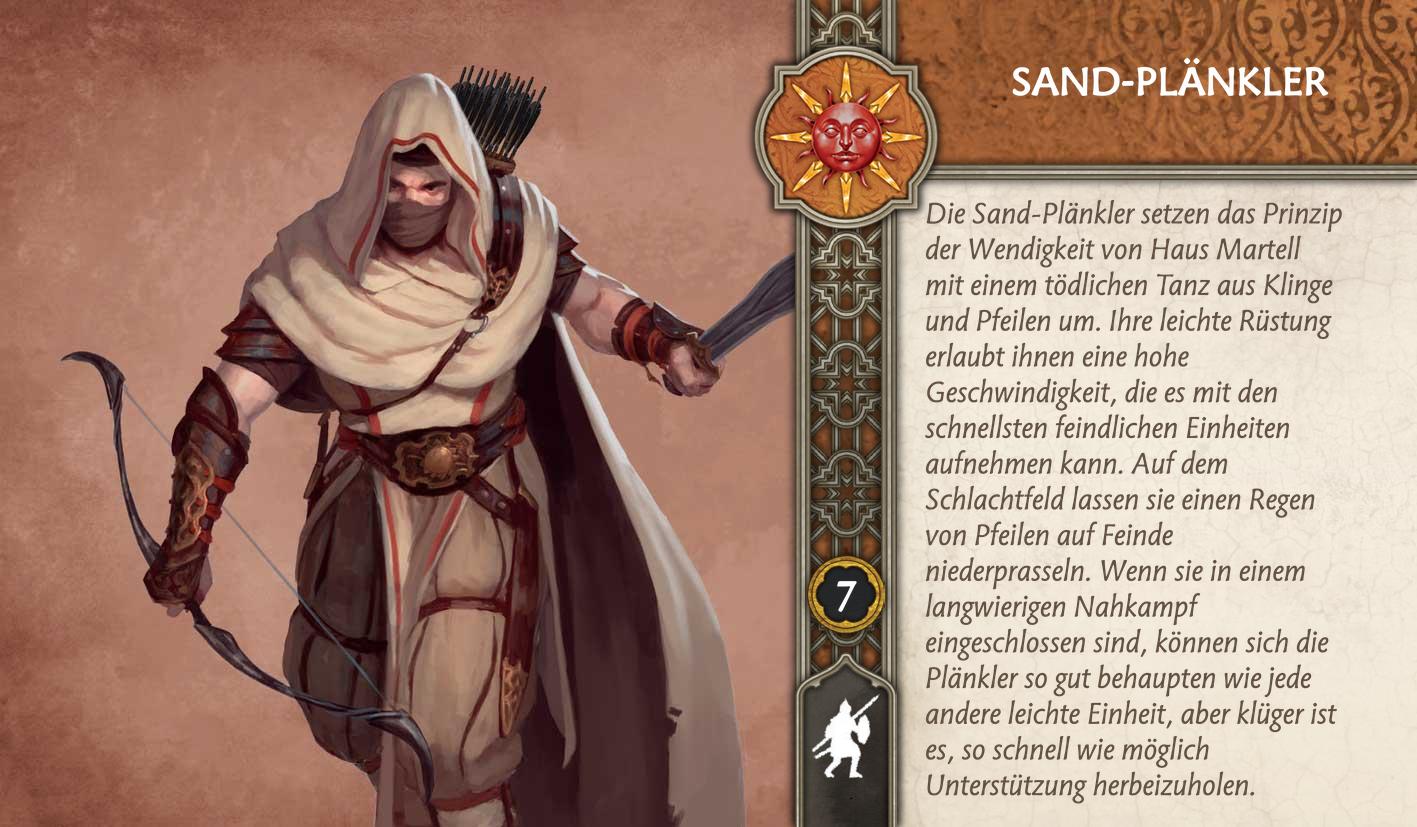 SAND-PLÄNKLER
Die Sand-Plänkler setzen das Prinzip
der Wendigkeit von Haus Martell
mit einem tödlichen Tanz aus Klinge
und Pfeilen um. Ihre leichte Rüstung
erlaubt ihnen eine hohe
Geschwindigkeit, die es mit den
schnellsten feindlichen Einheiten
aufnehmen kann. Auf dem
Schlachtfeld lassen sie einen Regen
von Pfeilen auf Feinde
niederprasseln. Wenn sie in einem
langwierigen Nahkampf
eingeschlossen sind, können sich die
Plänkler so gut behaupten wie jede
andere leichte Einheit, aber klüger ist
es, so schnell wie möglich
Unterstützung herbeizuholen.
7